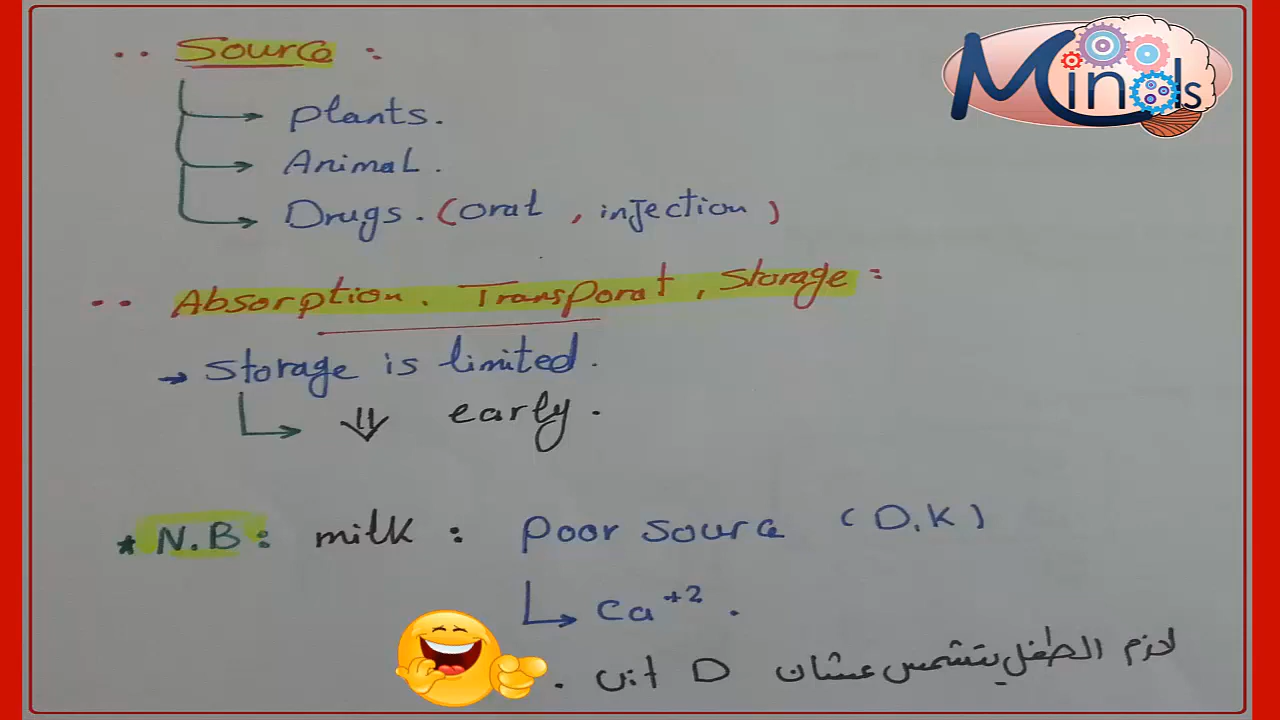 Minds
.. Source :
Plants.
Animal.
Drugs. (oral , injection)
.. Absorption. Transporat, Storage :
→ Storage is limited.
↓↓ early.
* N.B : milk : Poor source (D.K)
Ca+2 .
لازم الطفل يتشمس عشان vit D .